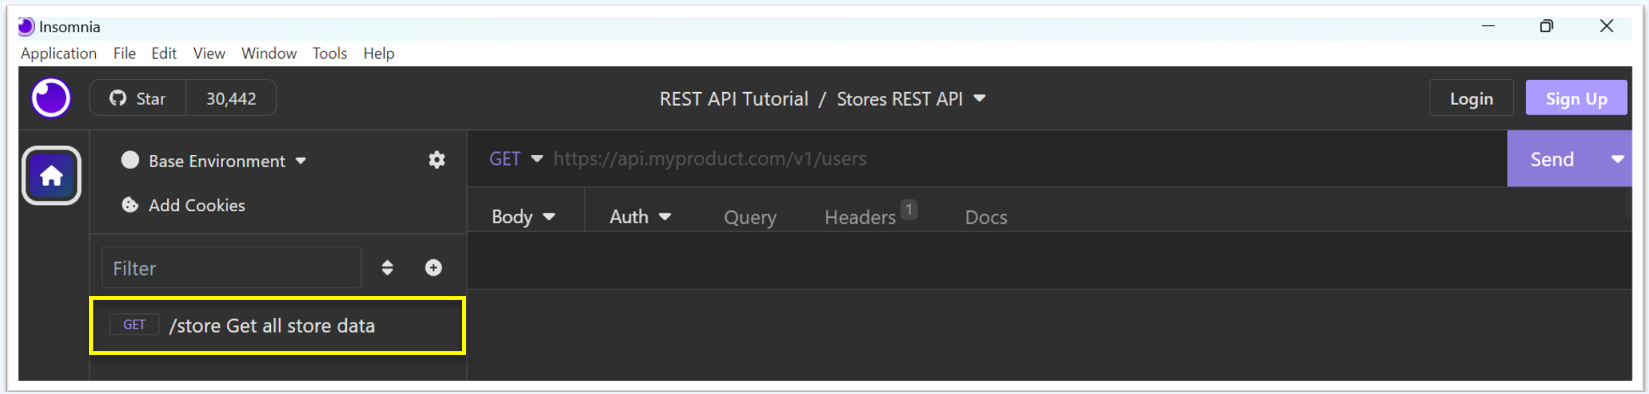 Insomnia
Application File Edit View Window Tools Help
Star 30,442 REST API Tutorial / Stores REST API Login Sign Up
Base Environment
Add Cookies
GET https://api.myproduct.com/v1/users Send
Body Auth Query Headers 1 Docs
Filter
GET /store Get all store data